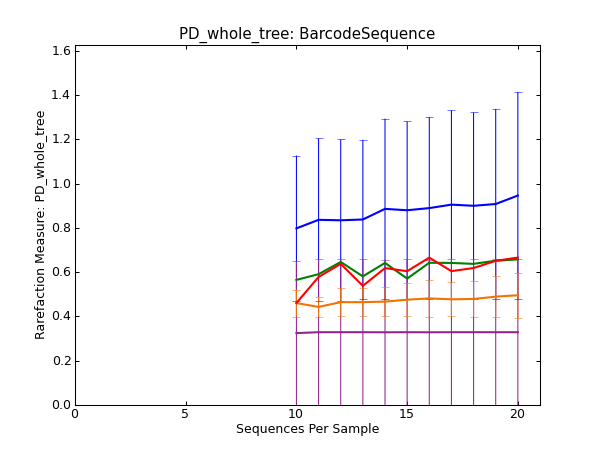 PD_whole_tree: BarcodeSequence
Rarefaction Measure: PD_whole_tree
1.6
1.4
1.2
1.0
0.8
0.6
0.4
0.2
0.0
0 5 10 15 20
Sequences Per Sample